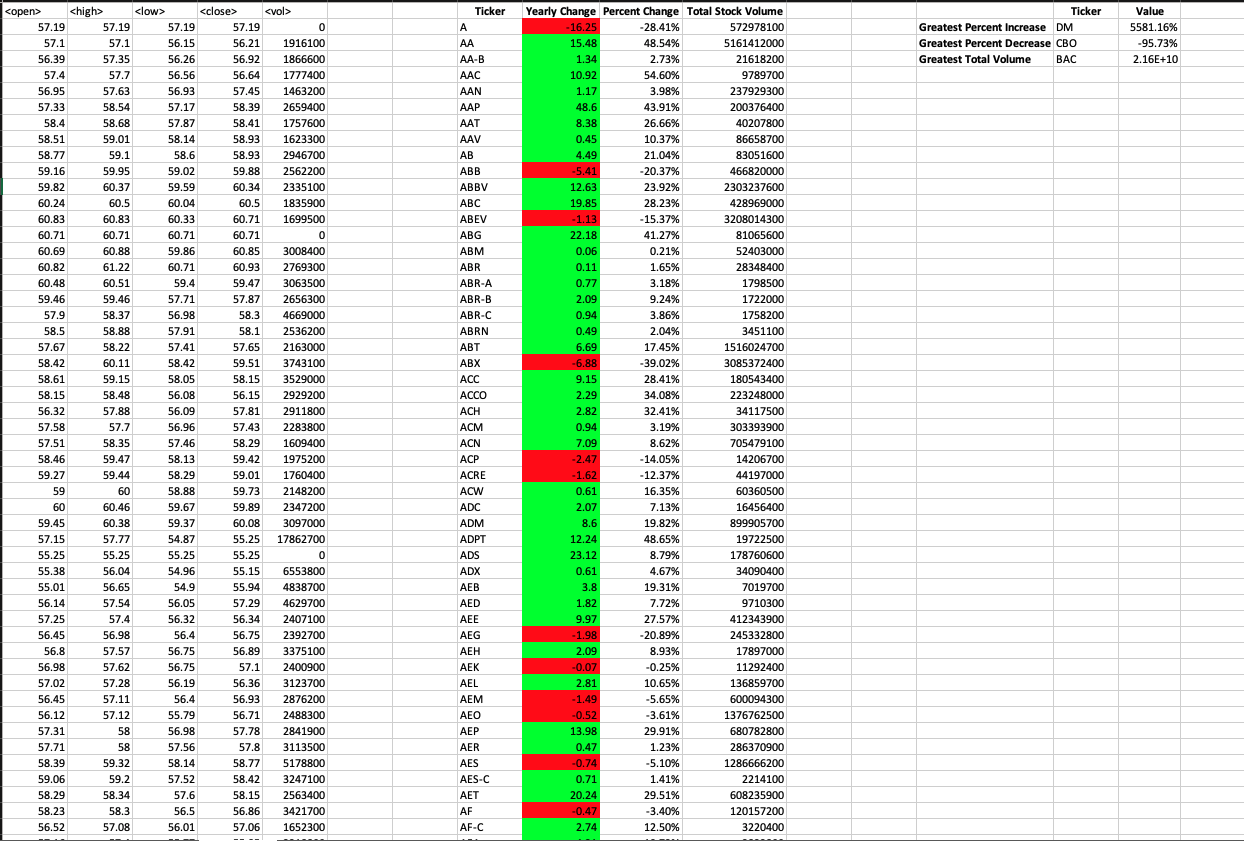 <open> <high> <low> <close> <vol> Ticker Yearly Change Percent Change Total Stock Volume Ticker Value
57.19 57.19 57.19 57.19 0 A -16.25 -28.41% 572978100 Greatest Percent Increase DM 5581.16%
57.1 57.1 56.15 56.21 1916100 AA 15.48 48.54% 5161412000 Greatest Percent Decrease CBO -95.73%
56.39 57.35 56.26 56.92 1866600 AA-B 1.34 2.73% 21618200 Greatest Total Volume BAC 2.16E+10
57.4 57.7 56.56 56.64 1777400 AAC 10.92 54.60% 9789700
56.95 57.63 56.93 57.45 1463200 AAN 1.17 3.98% 237929300
57.33 58.54 57.17 58.39 2659400 AAP 48.6 43.91% 200376400
58.4 58.68 57.87 58.41 1757600 AAT 8.38 26.66% 40207800
58.51 59.01 58.14 58.93 1623300 AAV 0.45 10.37% 86658700
58.77 59.1 58.6 58.93 2946700 AB 4.49 21.04% 83051600
59.16 59.95 59.02 59.88 2562200 ABB -5.41 -20.37% 466820000
59.82 60.37 59.59 60.34 2335100 ABBV 12.63 23.92% 2303237600
60.24 60.5 60.04 60.5 1835900 ABC 19.85 28.23% 428969000
60.83 60.83 60.33 60.71 1699500 ABEV -1.13 -15.37% 3208014300
60.71 60.71 60.71 60.71 0 ABG 22.18 41.27% 81065600
60.69 60.88 59.86 60.85 3008400 ABM 0.06 0.21% 52403000
60.82 61.22 60.71 60.93 2769300 ABR 0.11 1.65% 28348400
60.48 60.51 59.4 59.47 3063500 ABR-A 0.77 3.18% 1798500
59.46 59.46 57.71 57.87 2656300 ABR-B 2.09 9.24% 1722000
57.9 58.37 56.98 58.3 4669000 ABR-C 0.94 3.86% 1758200
58.5 58.88 57.91 58.1 2536200 ABRN 0.49 2.04% 3451100
57.67 58.22 57.41 57.65 2163000 ABT 6.69 17.45% 1516024700
58.42 60.11 58.42 59.51 3743100 ABX -6.88 -39.02% 3085372400
58.61 59.15 58.05 58.15 3529000 ACC 9.15 28.41% 180543400
58.15 58.48 56.08 56.15 2929200 ACCO 2.29 34.08% 223248000
56.32 57.88 56.09 57.81 2911800 ACH 2.82 32.41% 34117500
57.58 57.7 56.96 57.43 2283800 ACM 0.94 3.19% 303393900
57.51 58.35 57.46 58.29 1609400 ACN 7.09 8.62% 705479100
58.46 59.47 58.13 59.42 1975200 ACP -2.47 -14.05% 14206700
59.27 59.44 58.29 59.01 1760400 ACRE -1.62 -12.37% 44197000
59 60 58.88 59.73 2148200 ACW 0.61 16.35% 60360500
60 60.46 59.67 59.89 2347200 ADC 2.07 7.13% 16456400
59.45 60.38 59.37 60.08 3097000 ADM 8.6 19.82% 899905700
57.15 57.77 54.87 55.25 17862700 ADPT 12.24 48.65% 19722500
55.25 55.25 55.25 55.25 0 ADS 23.12 8.79% 178760600
55.38 56.04 54.96 55.15 6553800 ADX 0.61 4.67% 34090400
55.01 56.65 54.9 55.94 4838700 AEB 3.8 19.31% 7019700
56.14 57.54 56.05 57.29 4629700 AED 1.82 7.72% 9710300
57.25 57.4 56.32 56.34 2407100 AEE 9.97 27.57% 412343900
56.45 56.98 56.4 56.75 2392700 AEG -1.98 -20.89% 245332800
56.8 57.57 56.75 56.89 3375100 AEH 2.09 8.93% 17897000
56.98 57.62 56.75 57.1 2400900 AEK -0.07 -0.25% 11292400
57.02 57.28 56.19 56.36 3123700 AEL 2.81 10.65% 136859700
56.45 57.11 56.4 56.93 2876200 AEM -1.49 -5.65% 600094300
56.12 57.12 55.79 56.71 2488300 AEO -0.52 -3.61% 1376762500
57.31 58 56.98 57.78 2841900 AEP 13.98 29.91% 680782800
57.71 58 57.56 57.8 3113500 AER 0.47 1.23% 286370900
58.39 59.32 58.14 58.77 5178800 AES -0.74 -5.10% 1286666200
59.06 59.2 57.52 58.42 3247100 AES-C 0.71 1.41% 2214100
58.29 58.34 57.6 58.15 2563400 AET 20.24 29.51% 608235900
58.23 58.3 56.5 56.86 3421700 AF -0.47 -3.40% 120157200
56.52 57.08 56.01 57.06 1652300 AF-C 2.74 12.50% 3220400